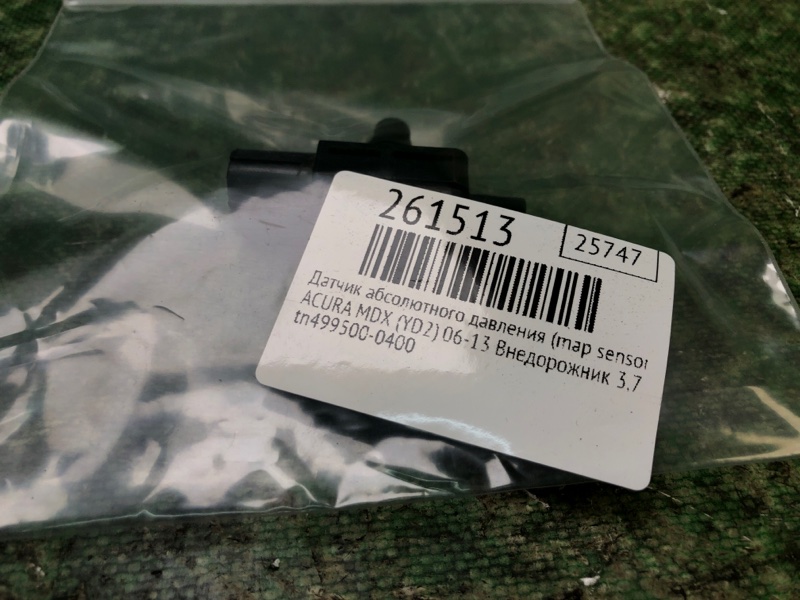 261513
25747
Датчик абсолютного давления (map sensor
ACURA MDX (YD2) 06-13 Внедорожник 3.7
tn499500-0400